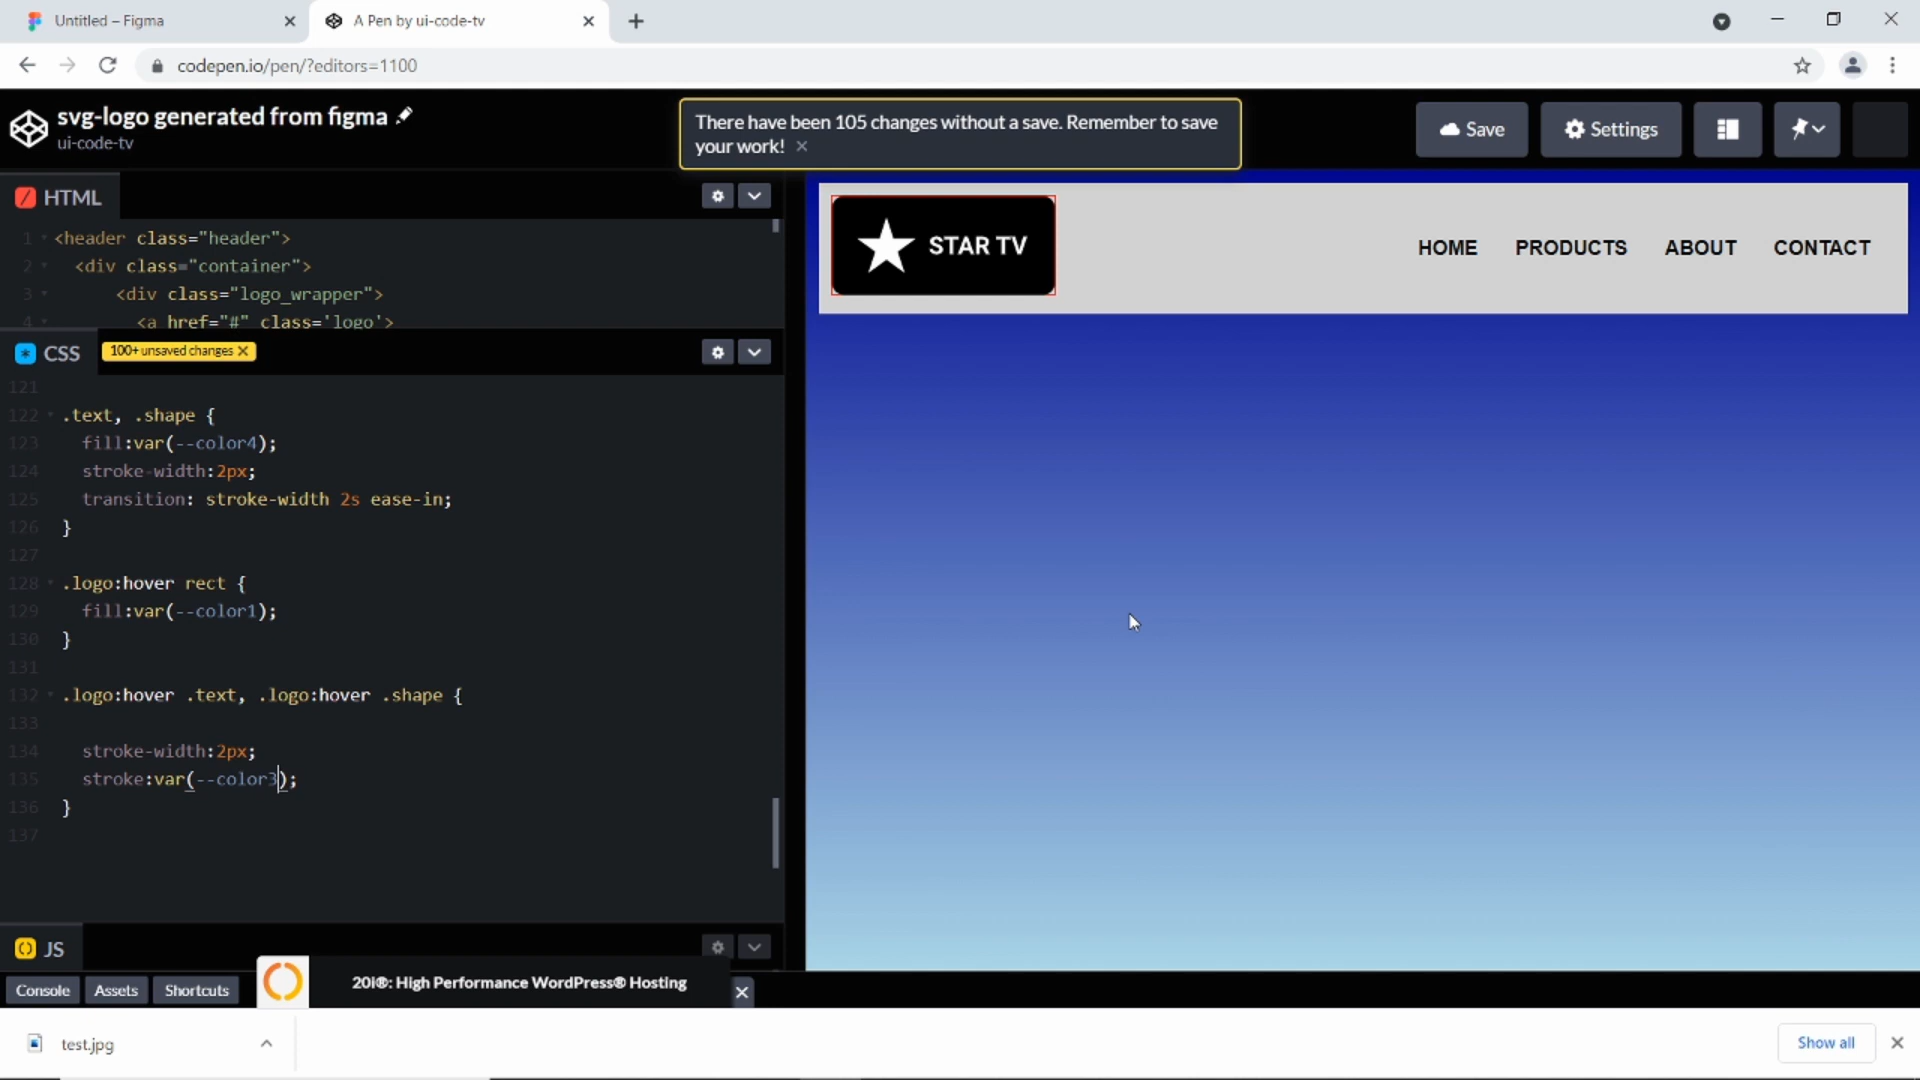 Untitled – Figma
A Pen by ui-code-tv
codepen.io/pen/?editors=1100
svg-logo generated from figma
ui-code-tv
There have been 105 changes without a save. Remember to save
your work!
Save
Settings
HTML
1 <header class="header">
2 <div class="container">
3 <div class="logo_wrapper">
4 <a href="#" class='logo'>
CSS
100+ unsaved changes
121
122 .text, .shape {
123 fill:var(--color4);
124 stroke-width:2px;
125 transition: stroke-width 2s ease-in;
126 }
127
128 .logo:hover rect {
129 fill:var(--color1);
130 }
131
132 .logo:hover .text, .logo:hover .shape {
133
134 stroke-width:2px;
135 stroke:var(--color3);
136 }
137
STAR TV
HOME PRODUCTS ABOUT CONTACT
JS
Console Assets Shortcuts
20i®: High Performance WordPress® Hosting
test.jpg
Show all